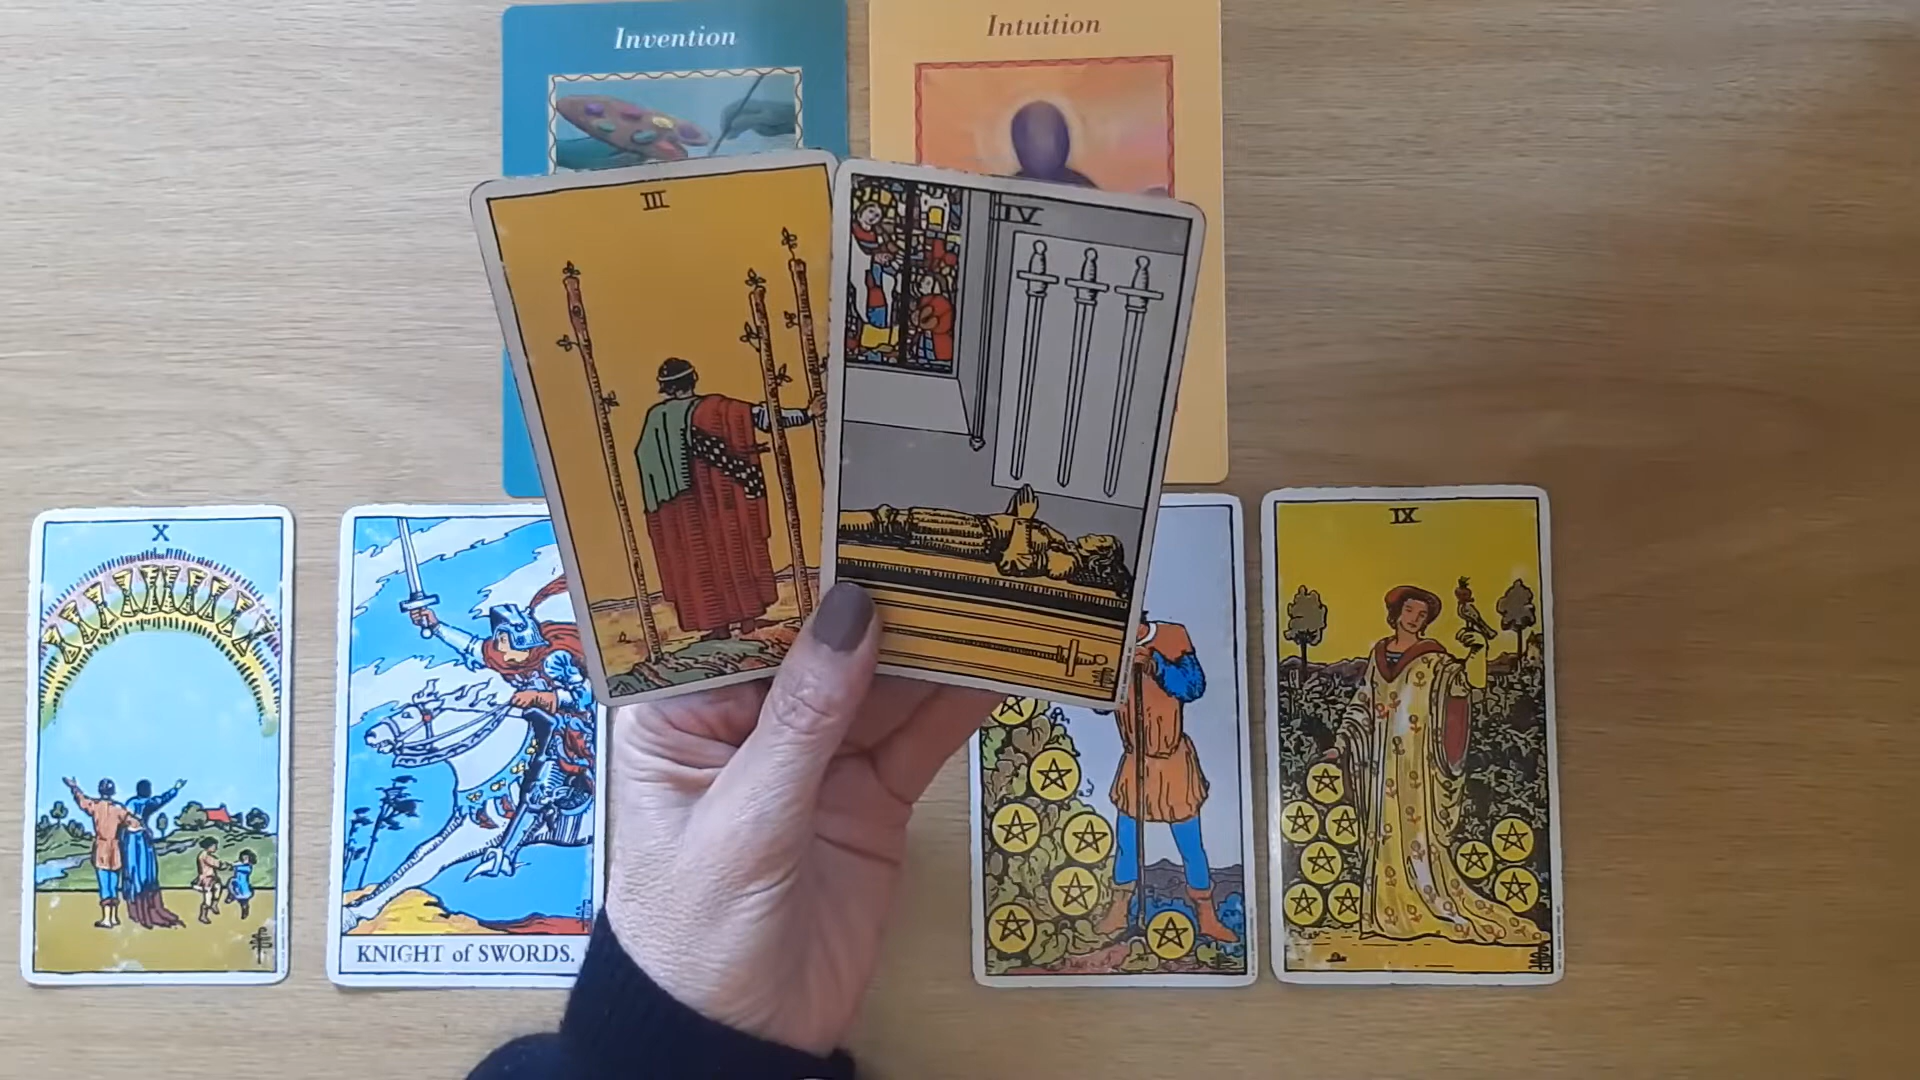 Invention
Intuition
III
IV
X
KNIGHT of SWORDS.
IX